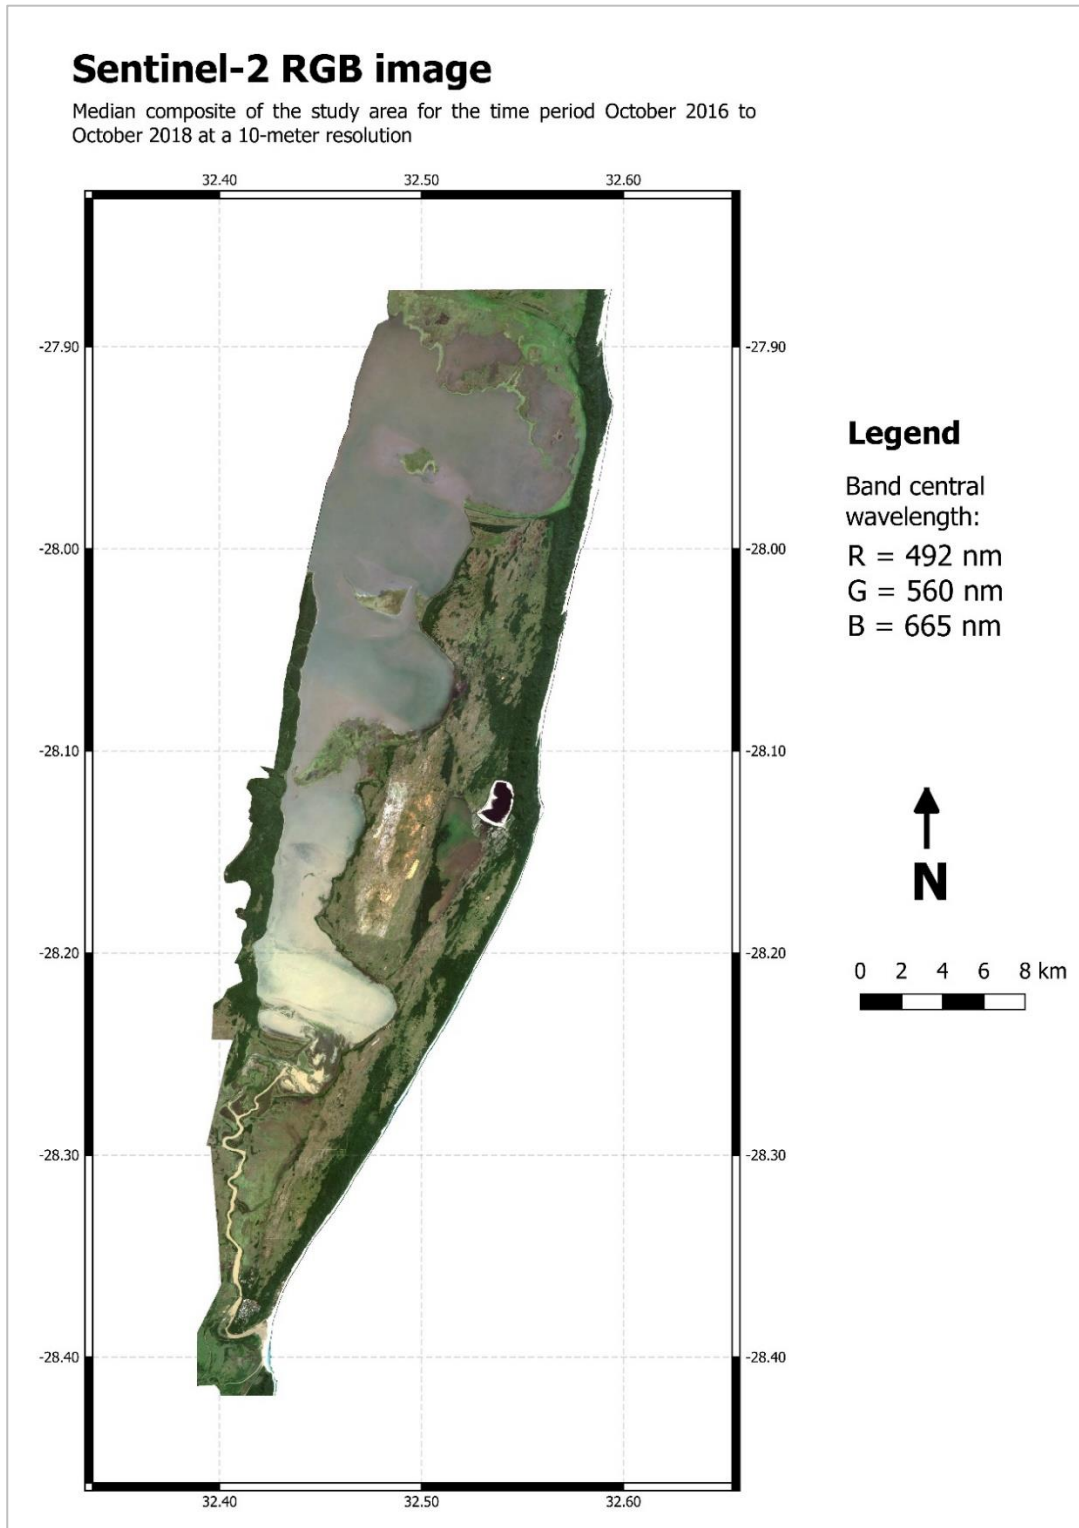 Sentinel-2 RGB image
Median composite of the study area for the time period October 2016 to
October 2018 at a 10-meter resolution
32.40 32.50 32.60
-27.90 -27.90
Legend
Band central
wavelength:
-28.00 -28.00
R = 492 nm
G = 560 nm
B = 665 nm
-28.10 -28.10
N
-28.20 -28.20
0 2 4 6 8 km
-28.30 -28.30
-28.40 -28.40
32.40 32.50 32.60